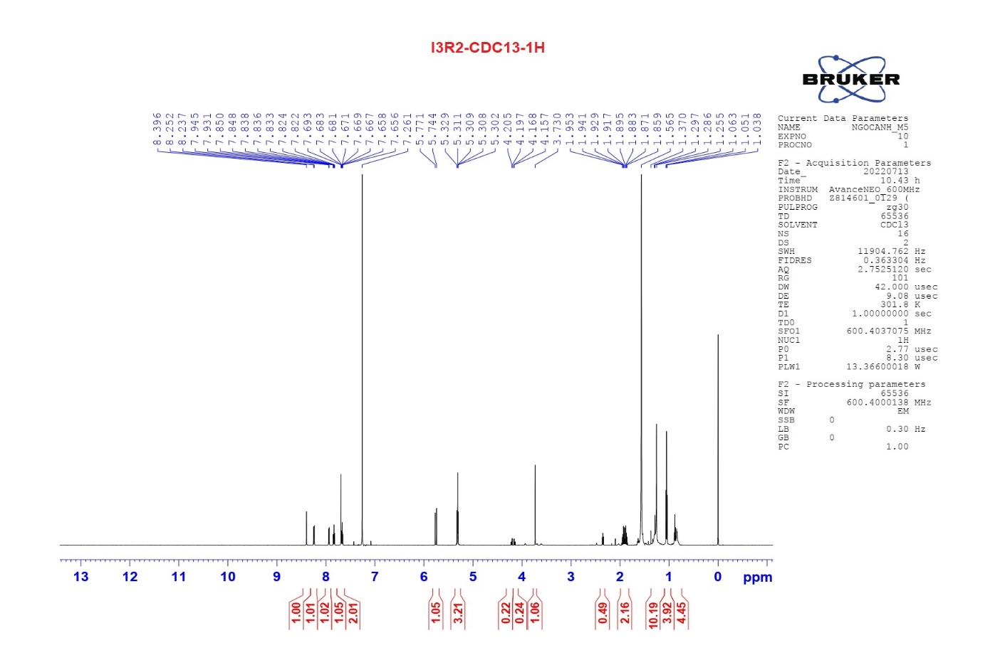 I3R2-CDC13-1H
BRUKER
8.396
8.252
8.237
7.945
7.931
7.850
7.848
7.838
7.836
7.833
7.824
7.822
7.693
7.683
7.681
7.671
7.669
7.667
7.658
7.656
7.261
5.771
5.744
5.329
5.311
5.309
5.308
5.302
4.205
4.197
4.168
4.157
3.730
1.953
1.941
1.929
1.917
1.895
1.883
1.871
1.859
1.565
1.370
1.297
1.286
1.255
1.063
1.051
1.038
Current Data Parameters
NAME NGOCANH_M5
EXPNO 10
PROCNO 1
F2 - Acquisition Parameters
Date_ 20220713
Time 10.43 h
INSTRUM AvanceNEO_600MHz
PROBHD Z814601_0129 (
PULPROG zg30
TD 65536
SOLVENT CDCl3
NS 16
DS 2
SWH 11904.762 Hz
FIDRES 0.363304 Hz
AQ 2.7525120 sec
RG 101
DW 42.000 usec
DE 9.08 usec
TE 301.8 K
D1 1.00000000 sec
TD0 1
SFO1 600.4037075 MHz
NUC1 1H
P0 2.77 usec
P1 8.30 usec
PLW1 13.36600018 W
F2 - Processing parameters
SI 65536
SF 600.4000138 MHz
WDW EM
SSB 0
LB 0.30 Hz
GB 0
PC 1.00
13 12 11 10 9 8 7 6 5 4 3 2 1 0 ppm
1.00
1.01
1.02
1.05
2.01
1.05
3.21
0.22
0.24
1.06
0.49
2.16
10.19
3.92
4.45